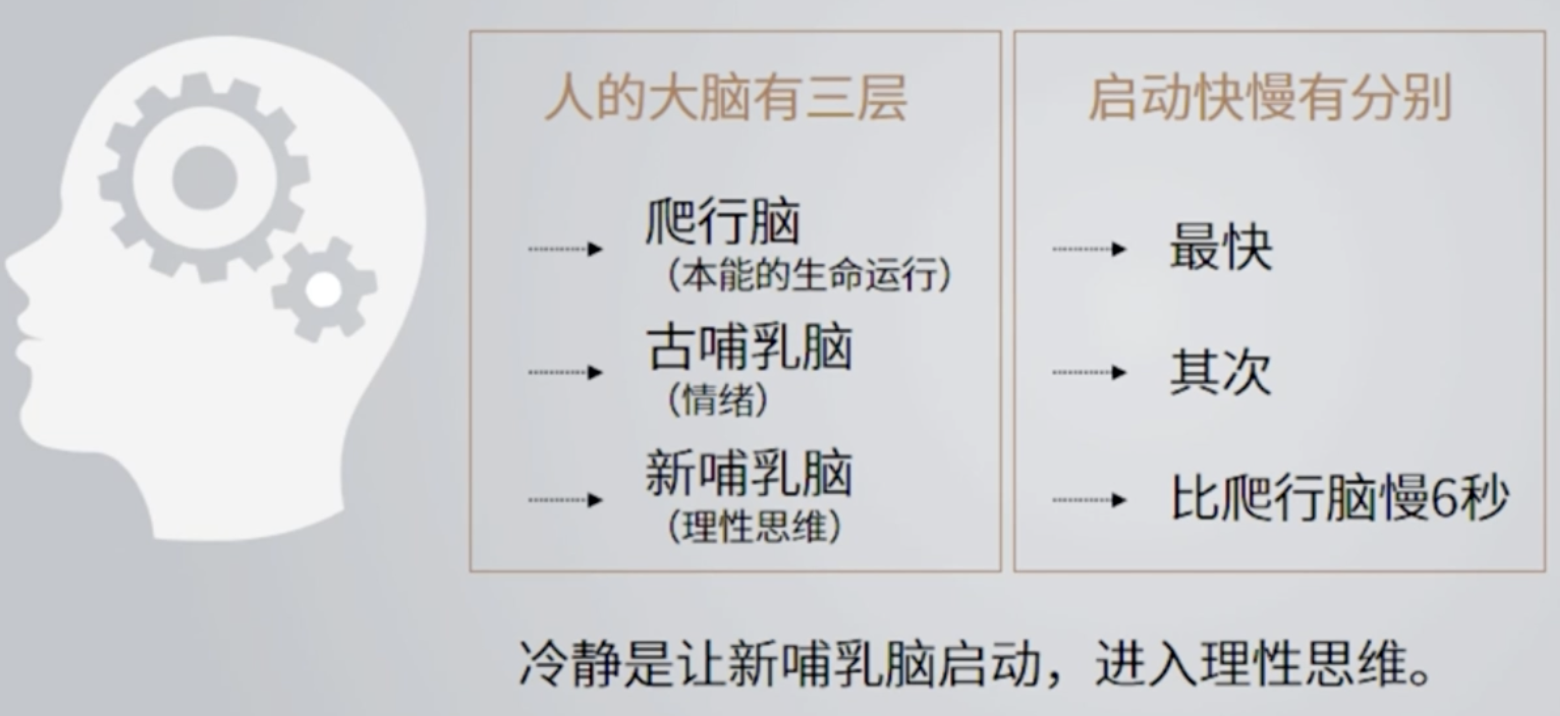 人的大脑有三层
爬行脑
（本能的生命运行）
古哺乳脑
（情绪）
新哺乳脑
（理性思维）
启动快慢有分别
最快
其次
比爬行脑慢6秒
冷静是让新哺乳脑启动，进入理性思维。